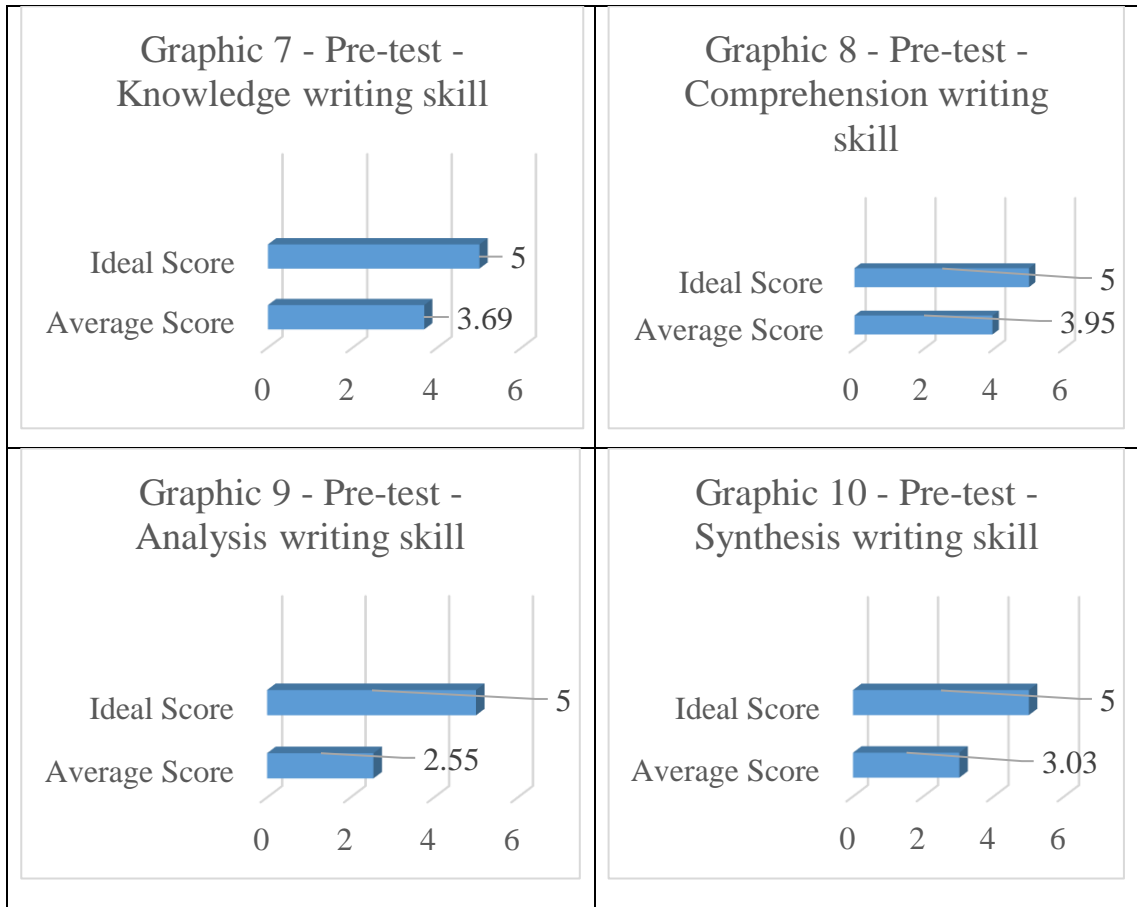 Graphic 7 - Pre-test -
Knowledge writing skill
Ideal Score
5
Average Score
3.69
0 2 4 6
Graphic 8 - Pre-test -
Comprehension writing
skill
Ideal Score
5
Average Score
3.95
0 2 4 6
Graphic 9 - Pre-test -
Analysis writing skill
Ideal Score
5
Average Score
2.55
0 2 4 6
Graphic 10 - Pre-test -
Synthesis writing skill
Ideal Score
5
Average Score
3.03
0 2 4 6